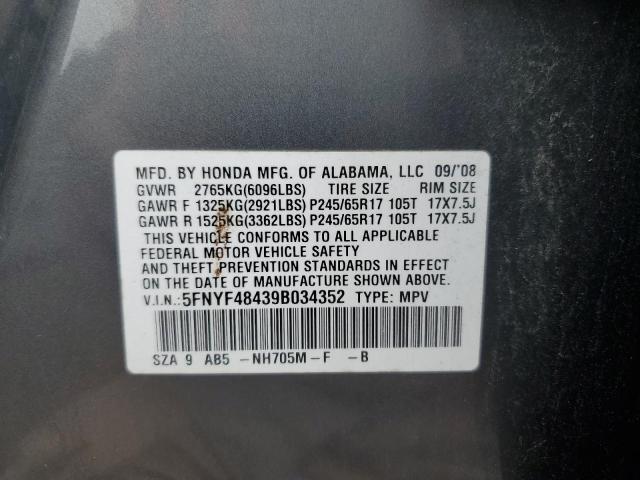 MFD. BY HONDA MFG. OF ALABAMA, LLC 09/'08
GVWR 2765KG(6096LBS) TIRE SIZE RIM SIZE
GAWR F 1325KG(2921LBS) P245/65R17 105T 17X7.5J
GAWR R 1525KG(3362LBS) P245/65R17 105T 17X7.5J
THIS VEHICLE CONFORMS TO ALL APPLICABLE
FEDERAL MOTOR VEHICLE SAFETY
AND THEFT PREVENTION STANDARDS IN EFFECT
ON THE DATE OF MANUFACTURE SHOWN ABOVE.
V.I.N.: 5FNYF48439B034352 TYPE: MPV
SZA 9 AB5 -NH705M-F -B